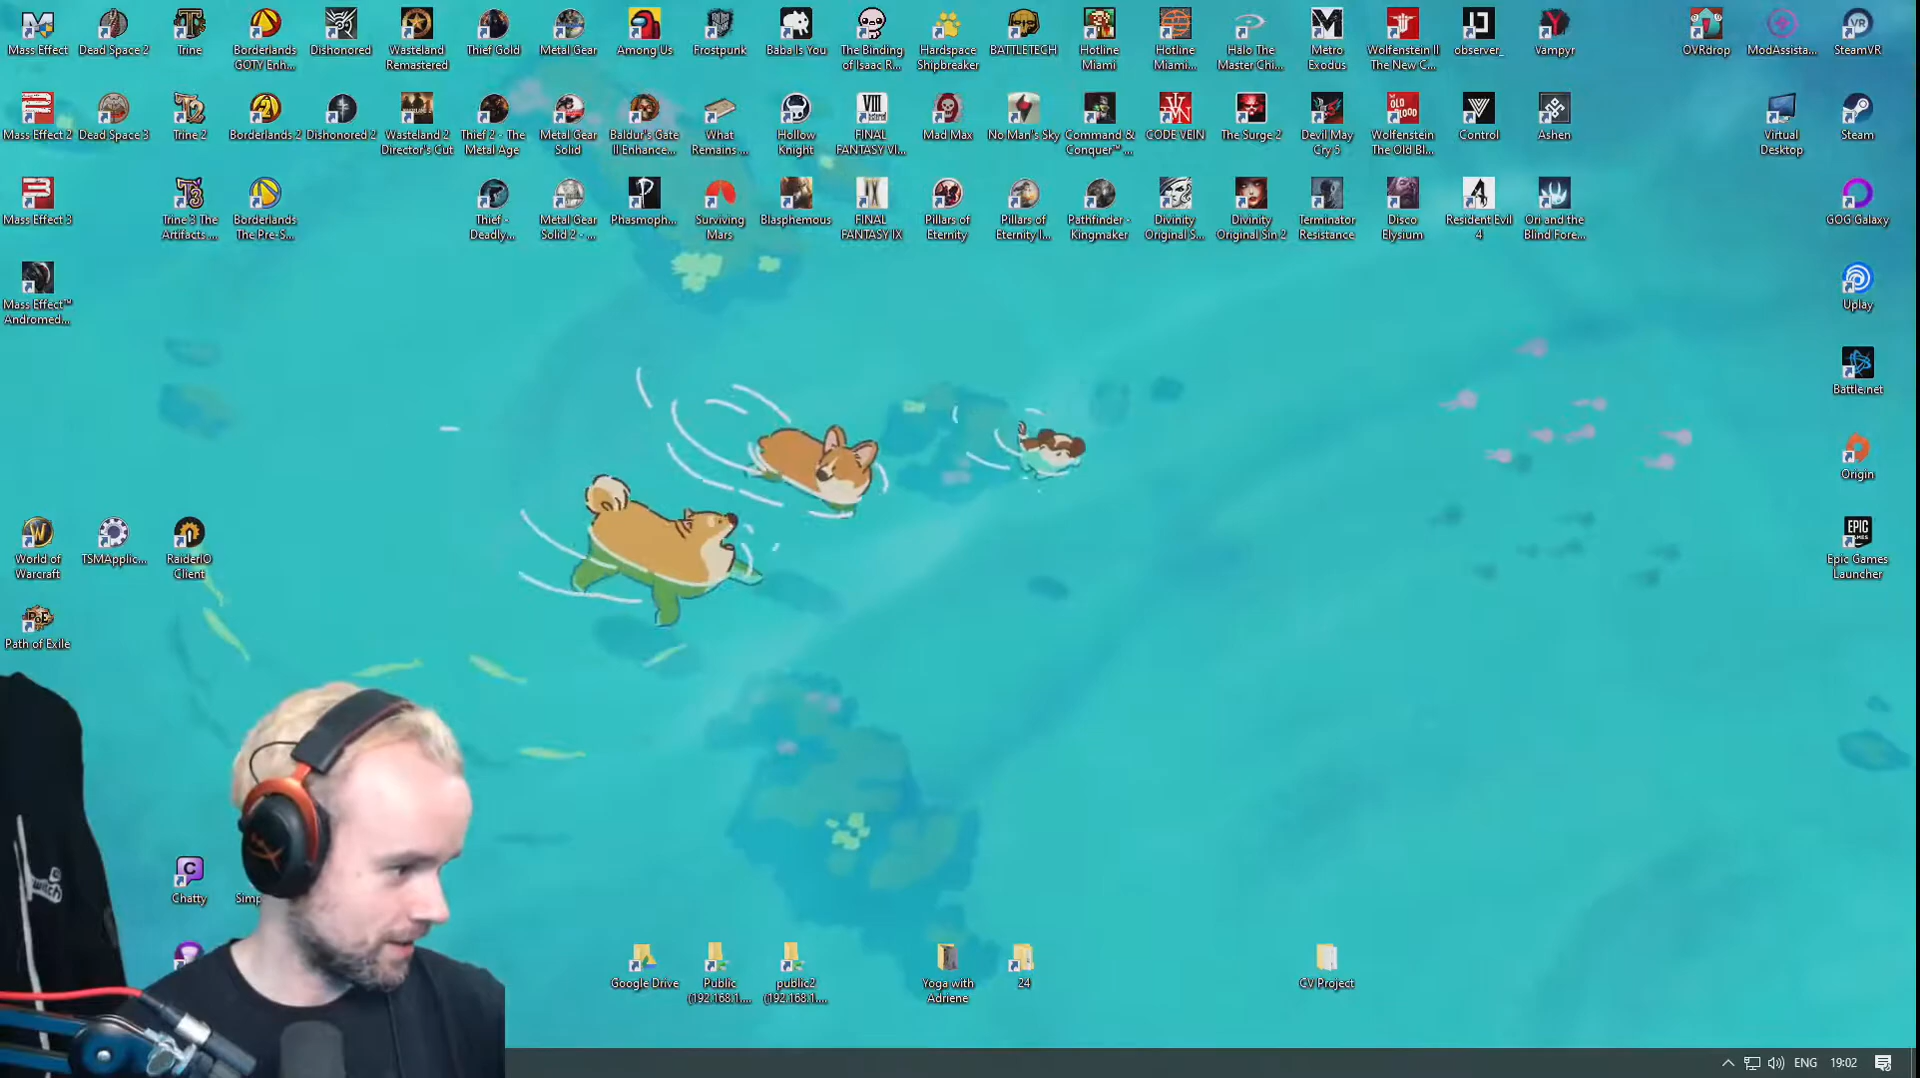 Mass Effect
Dead Space 2
Trine
Borderlands
GOTY Enh...
Dishonored
Wasteland
Remastered
Thief Gold
Metal Gear
Among Us
Frostpunk
Baba Is You
The Binding
of Isaac R...
Hardspace
Shipbreaker
BATTLETECH
Hotline
Miami
Hotline
Miami...
Halo The
Master Chi...
Metro
Exodus
Wolfenstein II
The New C...
observer_
Vampyr
OVRdrop
ModAssista...
SteamVR
Mass Effect 2
Dead Space 3
Trine 2
Borderlands 2
Dishonored 2
Wasteland 2
Director's Cut
Thief 2 - The
Metal Age
Metal Gear
Solid
Baldur's Gate
II Enhance...
What
Remains ...
Hollow
Knight
FINAL
FANTASY VI...
Mad Max
No Man's Sky
Command &
Conquer™ ...
CODE VEIN
The Surge 2
Devil May
Cry 5
Wolfenstein
The Old Bl...
Control
Ashen
Virtual
Desktop
Steam
Mass Effect 3
Trine 3 The
Artifacts ...
Borderlands
The Pre-S...
Thief -
Deadly...
Metal Gear
Solid 2 - ...
Phasmoph...
Surviving
Mars
Blasphemous
FINAL
FANTASY IX
Pillars of
Eternity
Pillars of
Eternity I...
Pathfinder -
Kingmaker
Divinity
Original S...
Divinity
Original Sin 2
Terminator
Resistance
Disco
Elysium
Resident Evil
4
Ori and the
Blind Fore...
GOG Galaxy
Mass Effect™
Andromed...
Uplay
Battle.net
Origin
World of
Warcraft
TSMApplic...
RaiderIO
Client
EPIC
GAMES
Epic Games
Launcher
Path of Exile
Chatty
Simp
Google Drive
Public
(192.168.1....
public2
(192.168.1....
Yoga with
Adriene
24
CV Project
ENG
19:02